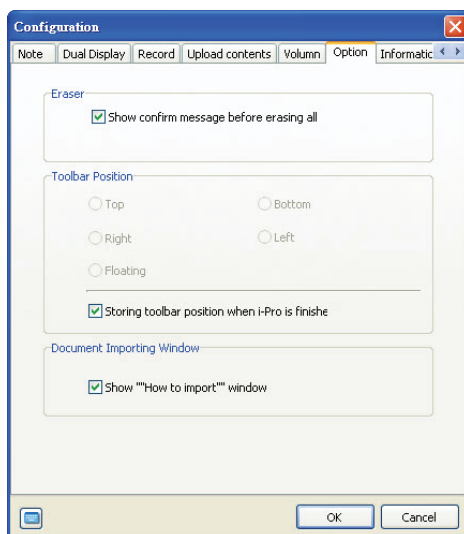 Configuration
Note Dual Display Record Upload contents Volumn Option Informatic
Eraser
Show confirm message before erasing all
Toolbar Position
Top Bottom
Right Left
Floating
Storing toolbar position when i-Pro is finishe
Document Importing Window
Show ""How to import"" window
OK Cancel